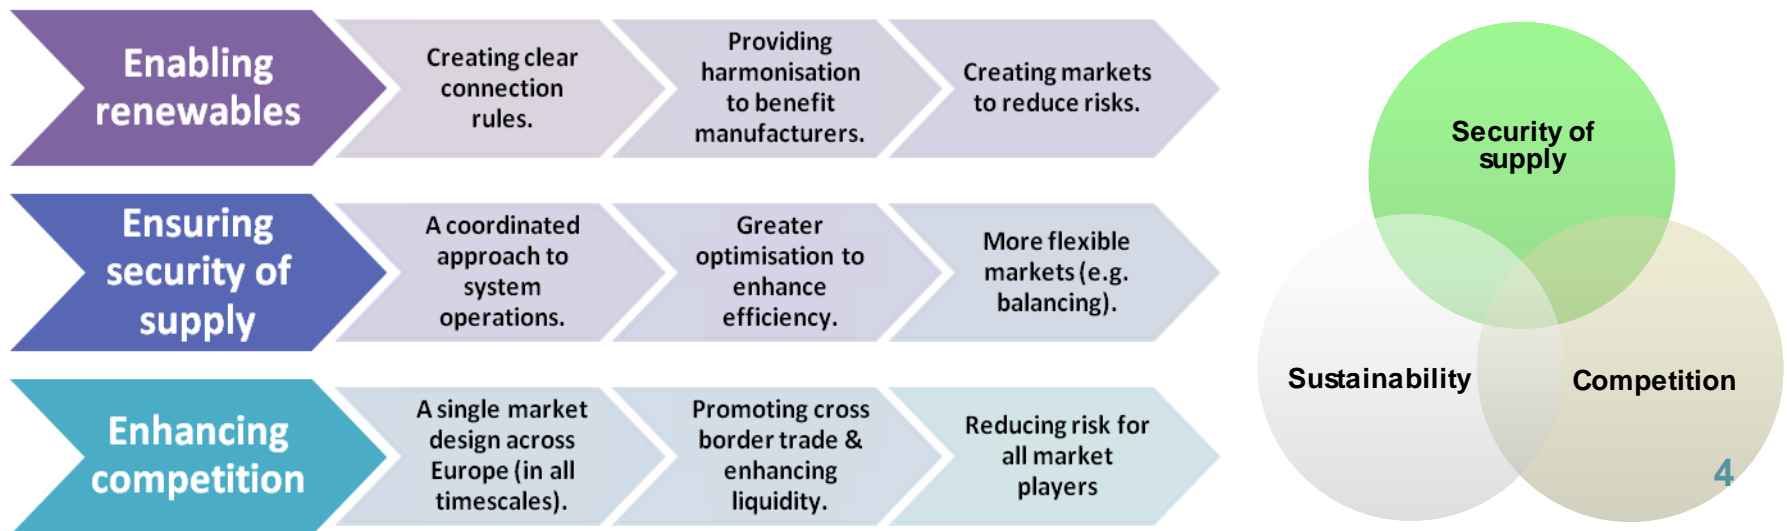 Enabling
renewables
Creating clear
connection
rules.
Providing
harmonisation
to benefit
manufacturers.
Creating markets
to reduce risks.
Ensuring
security of
supply
A coordinated
approach to
system
operations.
Greater
optimisation to
enhance
efficiency.
More flexible
markets (e.g.
balancing).
Enhancing
competition
A single market
design across
Europe (in all
timescales).
Promoting cross
border trade &
enhancing
liquidity.
Reducing risk for
all market
players
Security of
supply
Sustainability
Competition
4